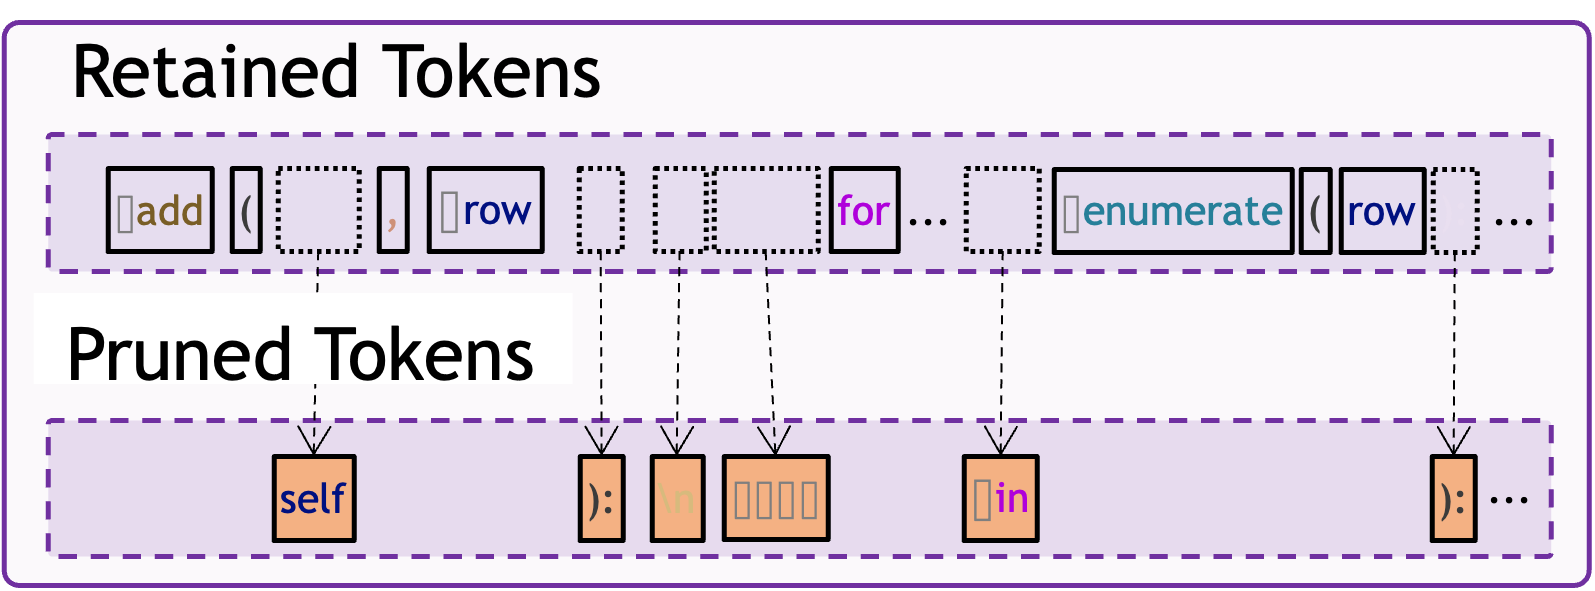 Retained Tokens
▯add ( , ▯row for ... ▯enumerate ( row ...
Pruned Tokens
self ): \n ▯▯▯▯ ▯in ): ...